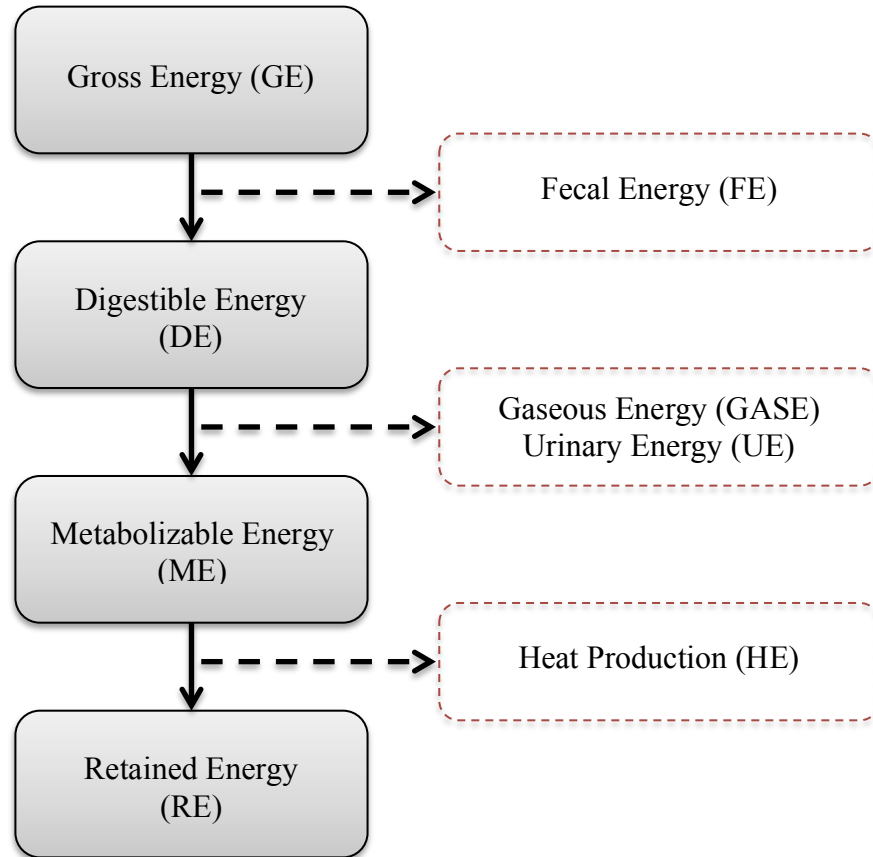 Gross Energy (GE)
Fecal Energy (FE)
Digestible Energy
(DE)
Gaseous Energy (GASE)
Urinary Energy (UE)
Metabolizable Energy
(ME)
Heat Production (HE)
Retained Energy
(RE)